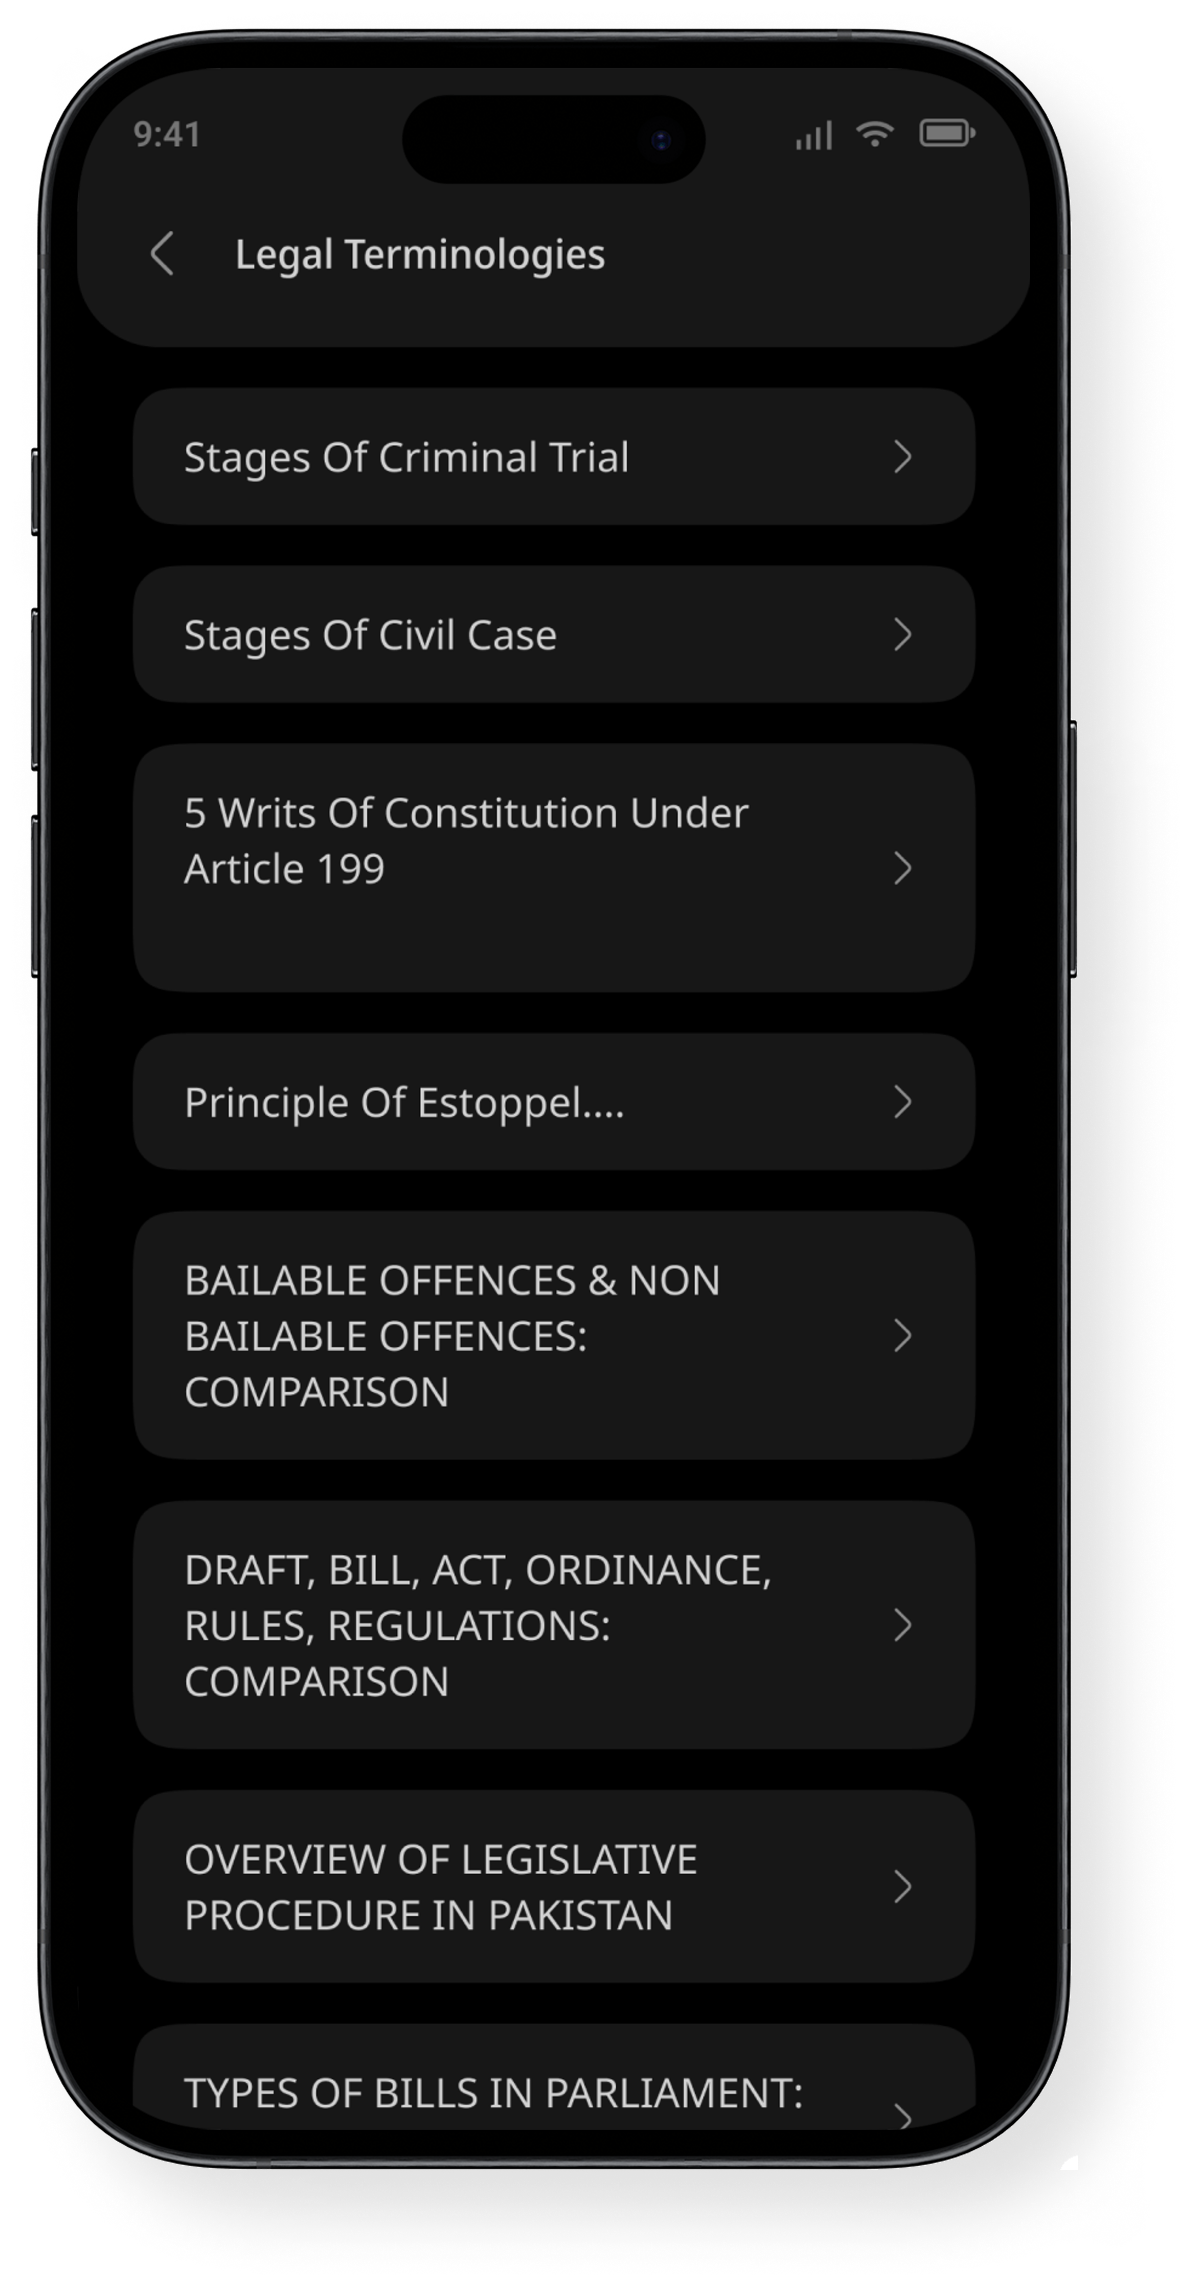 9:41
Legal Terminologies
Stages Of Criminal Trial
Stages Of Civil Case
5 Writs Of Constitution Under
Article 199
Principle Of Estoppel....
BAILABLE OFFENCES & NON
BAILABLE OFFENCES:
COMPARISON
DRAFT, BILL, ACT, ORDINANCE,
RULES, REGULATIONS:
COMPARISON
OVERVIEW OF LEGISLATIVE
PROCEDURE IN PAKISTAN
TYPES OF BILLS IN PARLIAMENT: